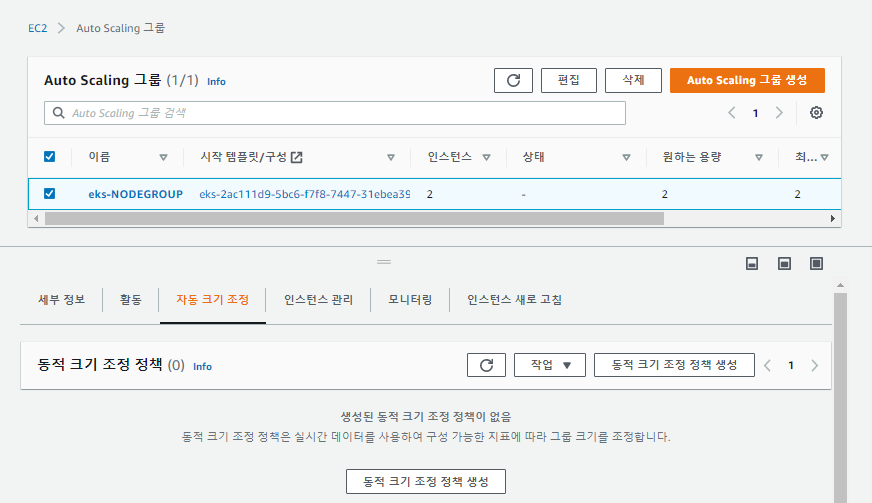 EC2 > Auto Scaling 그룹
Auto Scaling 그룹 (1/1) Info 편집 삭제 Auto Scaling 그룹 생성
Auto Scaling 그룹 검색 1
이름 시작 템플릿/구성 인스턴스 상태 원하는 용량 최...
eks-NODEGROUP eks-2ac111d9-5bc6-f7f8-7447-31ebea39 2 - 2 2
세부 정보 활동 자동 크기 조정 인스턴스 관리 모니터링 인스턴스 새로 고침
동적 크기 조정 정책 (0) Info 작업 동적 크기 조정 정책 생성 1
생성된 동적 크기 조정 정책이 없음
동적 크기 조정 정책은 실시간 데이터를 사용하여 구성 가능한 지표에 따라 그룹 크기를 조정합니다.
동적 크기 조정 정책 생성